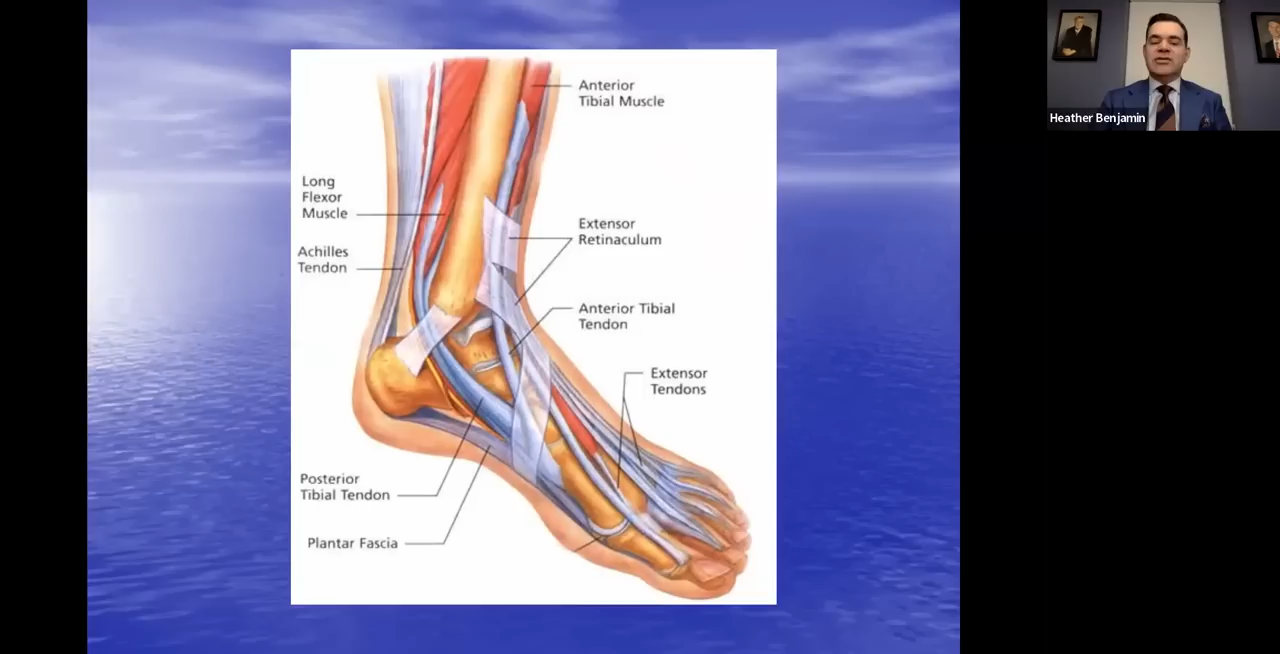 Anterior
Tibial Muscle
Long
Flexor
Muscle
Extensor
Retinaculum
Achilles
Tendon
Anterior Tibial
Tendon
Extensor
Tendons
Posterior
Tibial Tendon
Plantar Fascia
Heather Benjamin